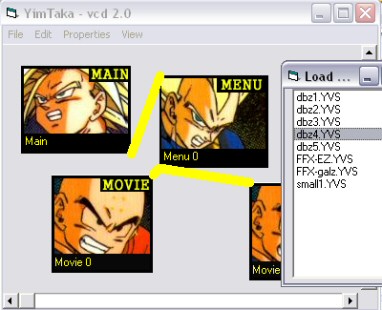 YimTaka - vcd 2.0
File Edit Properties View
MAIN
Main
MENU
Menu 0
MOVIE
Movie 0
Movie
Load ...
dbz1.YVS
dbz2.YVS
dbz3.YVS
dbz4.YVS
dbz5.YVS
FFX-EZ.YVS
FFX-galz.YVS
small1.YVS